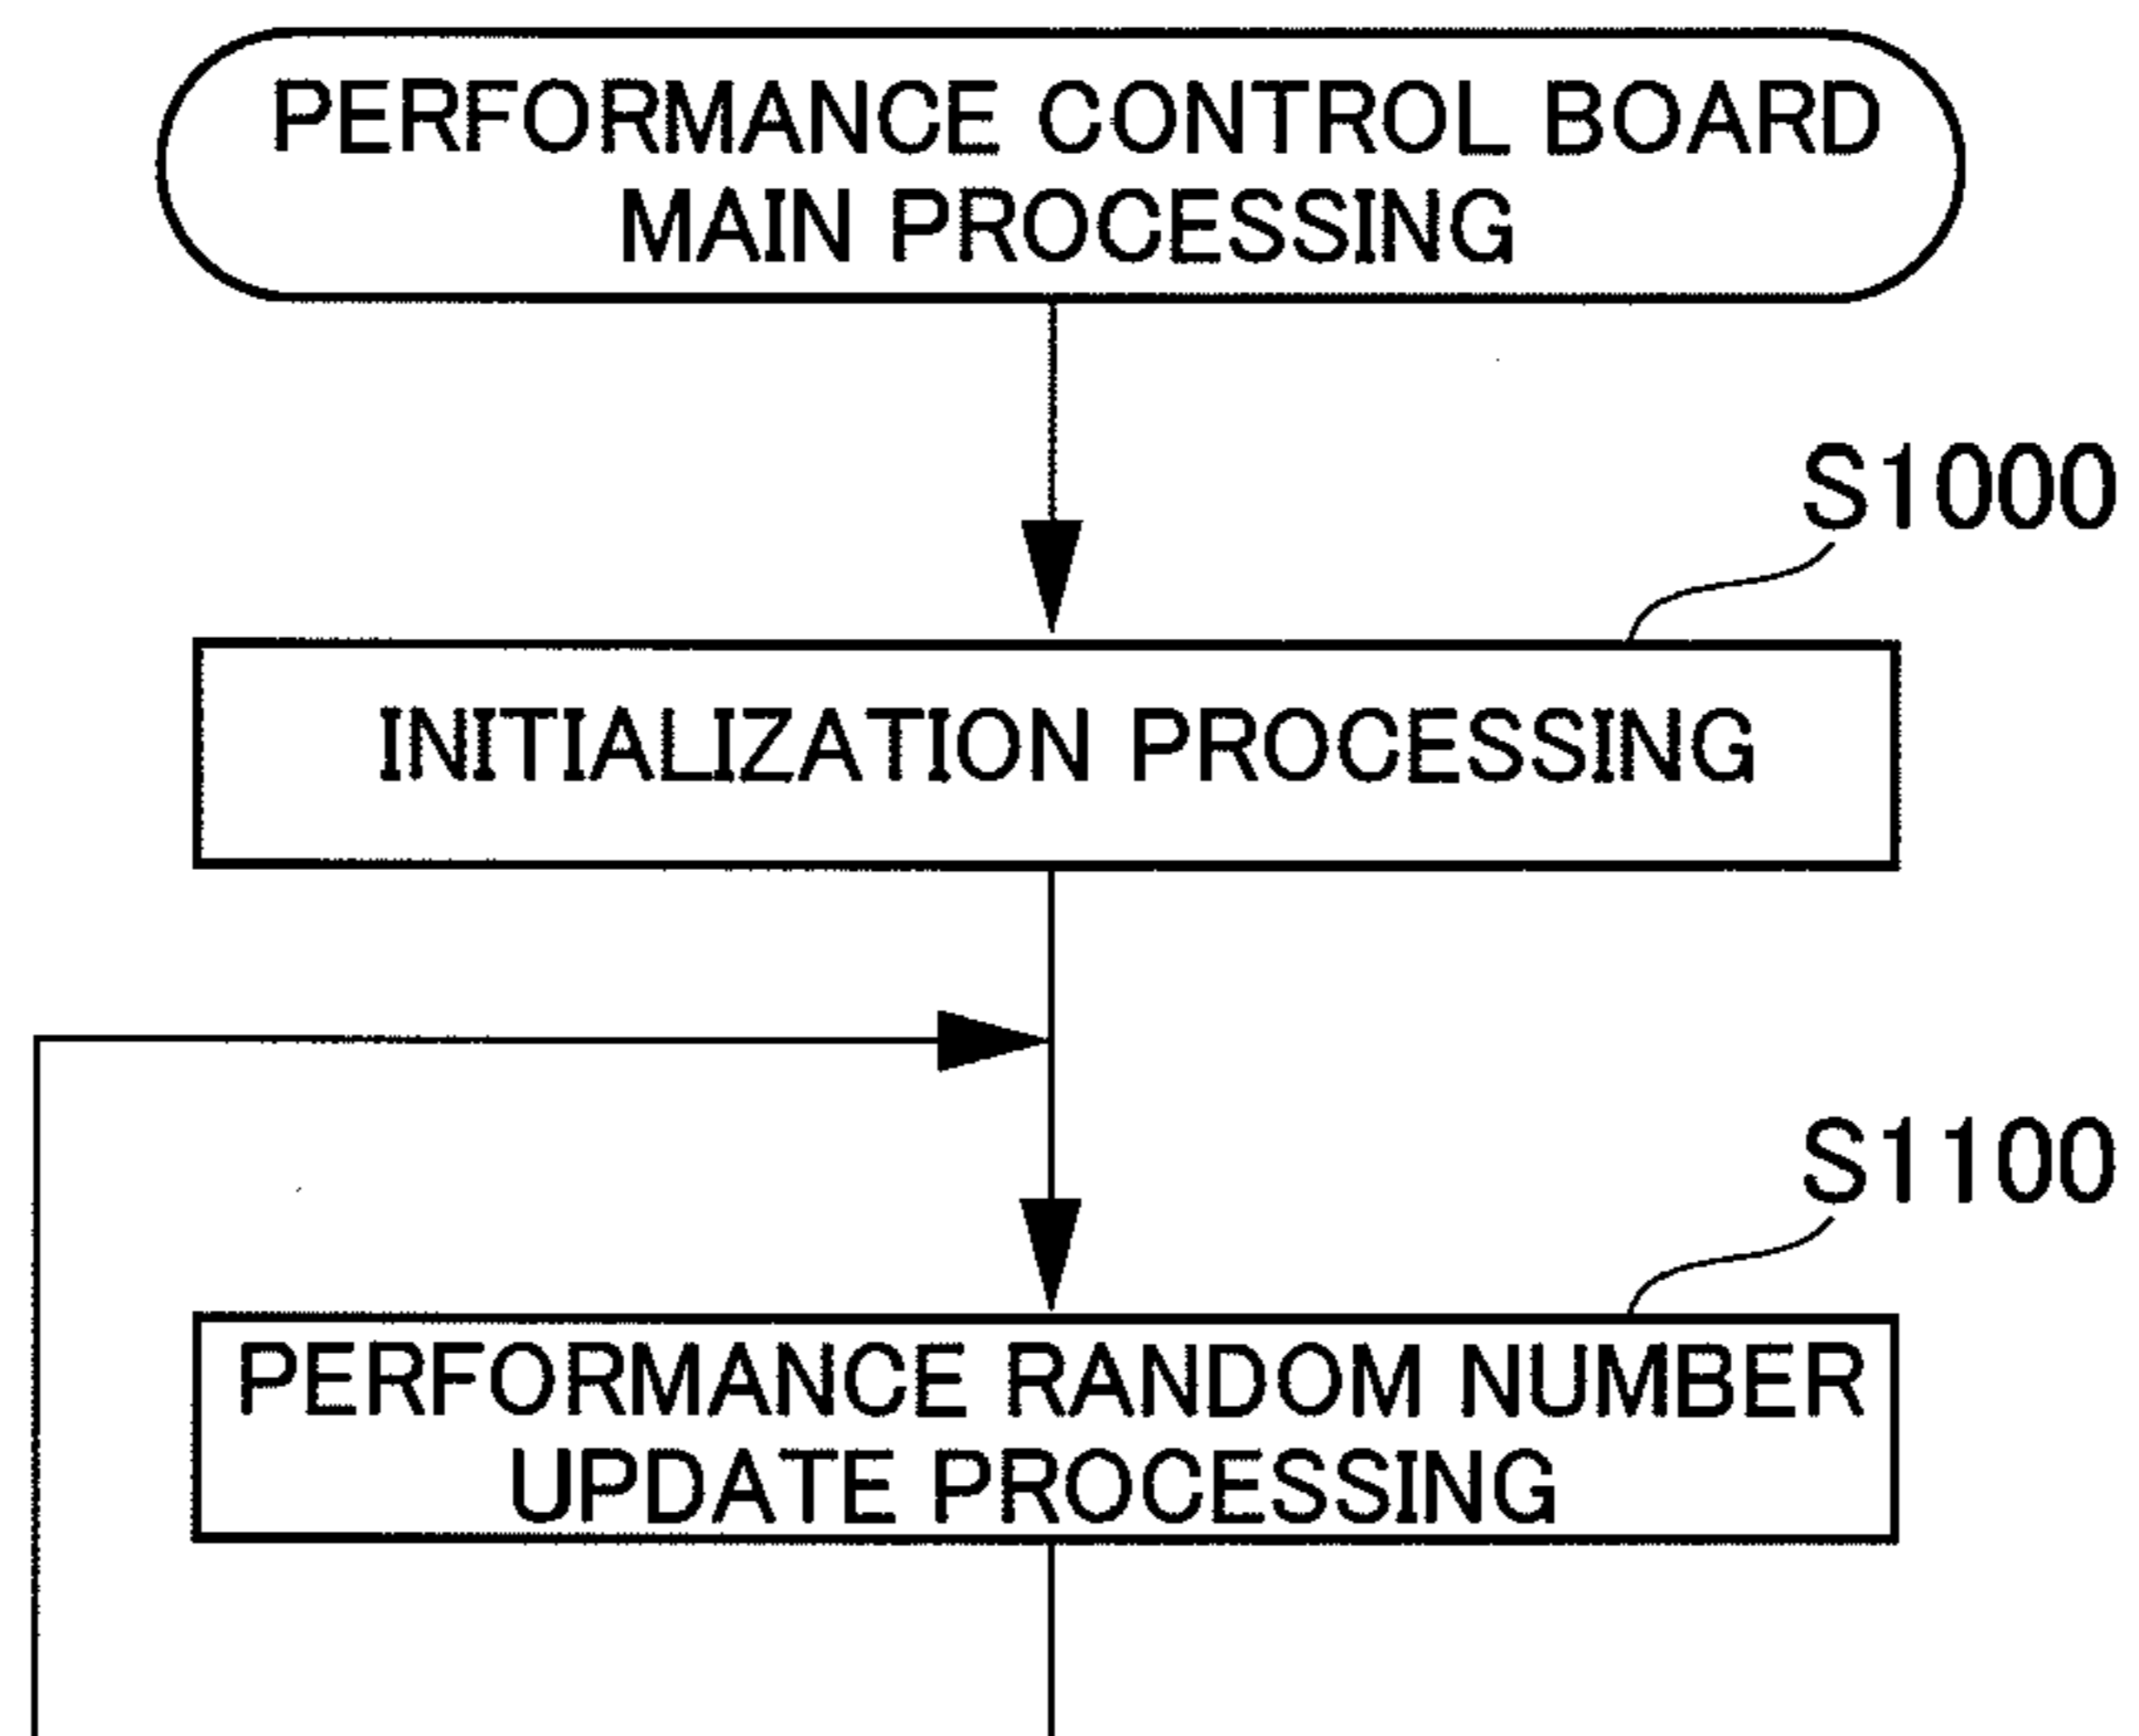 PERFORMANCE CONTROL BOARD
MAIN PROCESSING
S1000
INITIALIZATION PROCESSING
S1100
PERFORMANCE RANDOM NUMBER
UPDATE PROCESSING